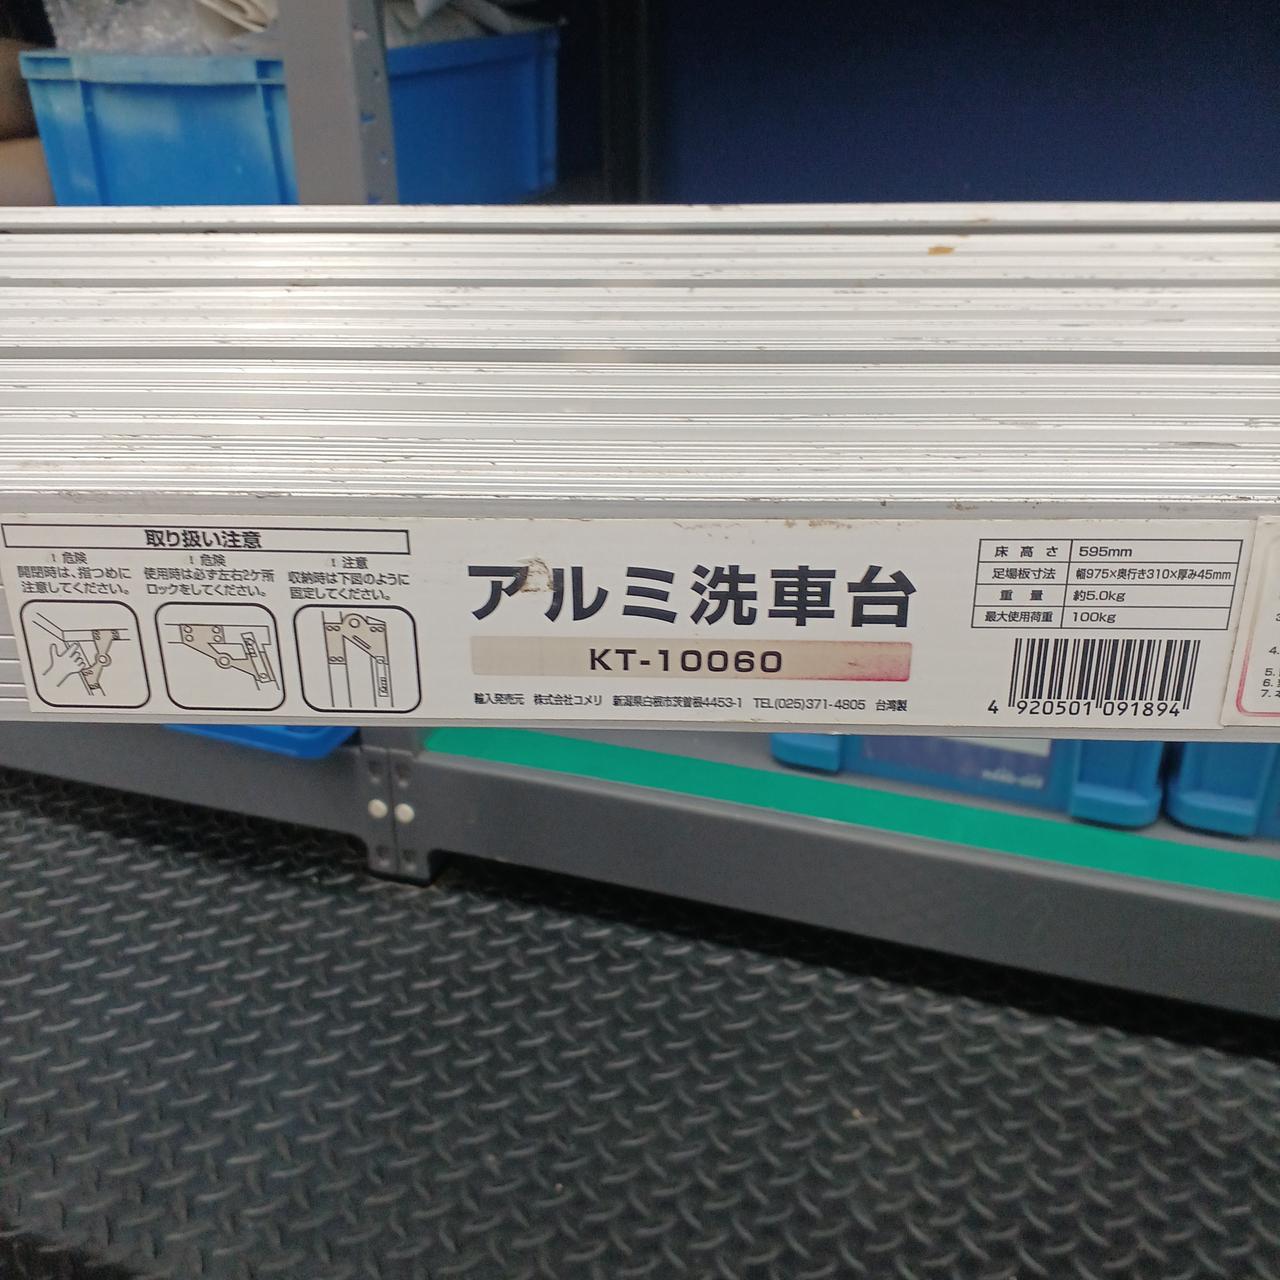 取り扱い注意
! 危険
開閉時は、指つめに
注意してください。
! 危険
使用時は必ず左右2ケ所
ロックをしてください。
! 注意
収納時は下図のように
固定してください。
アルミ洗車台
KT-10060
輸入発売元 株式会社コメリ 新潟県白根市茨曽根4453-1 TEL(025)371-4805 台湾製
床高さ 595mm
足場板寸法 幅975×奥行き310×厚み45mm
重量 約5.0kg
最大使用荷重 100kg
4 920501 091894
4.
5.
6.
7.